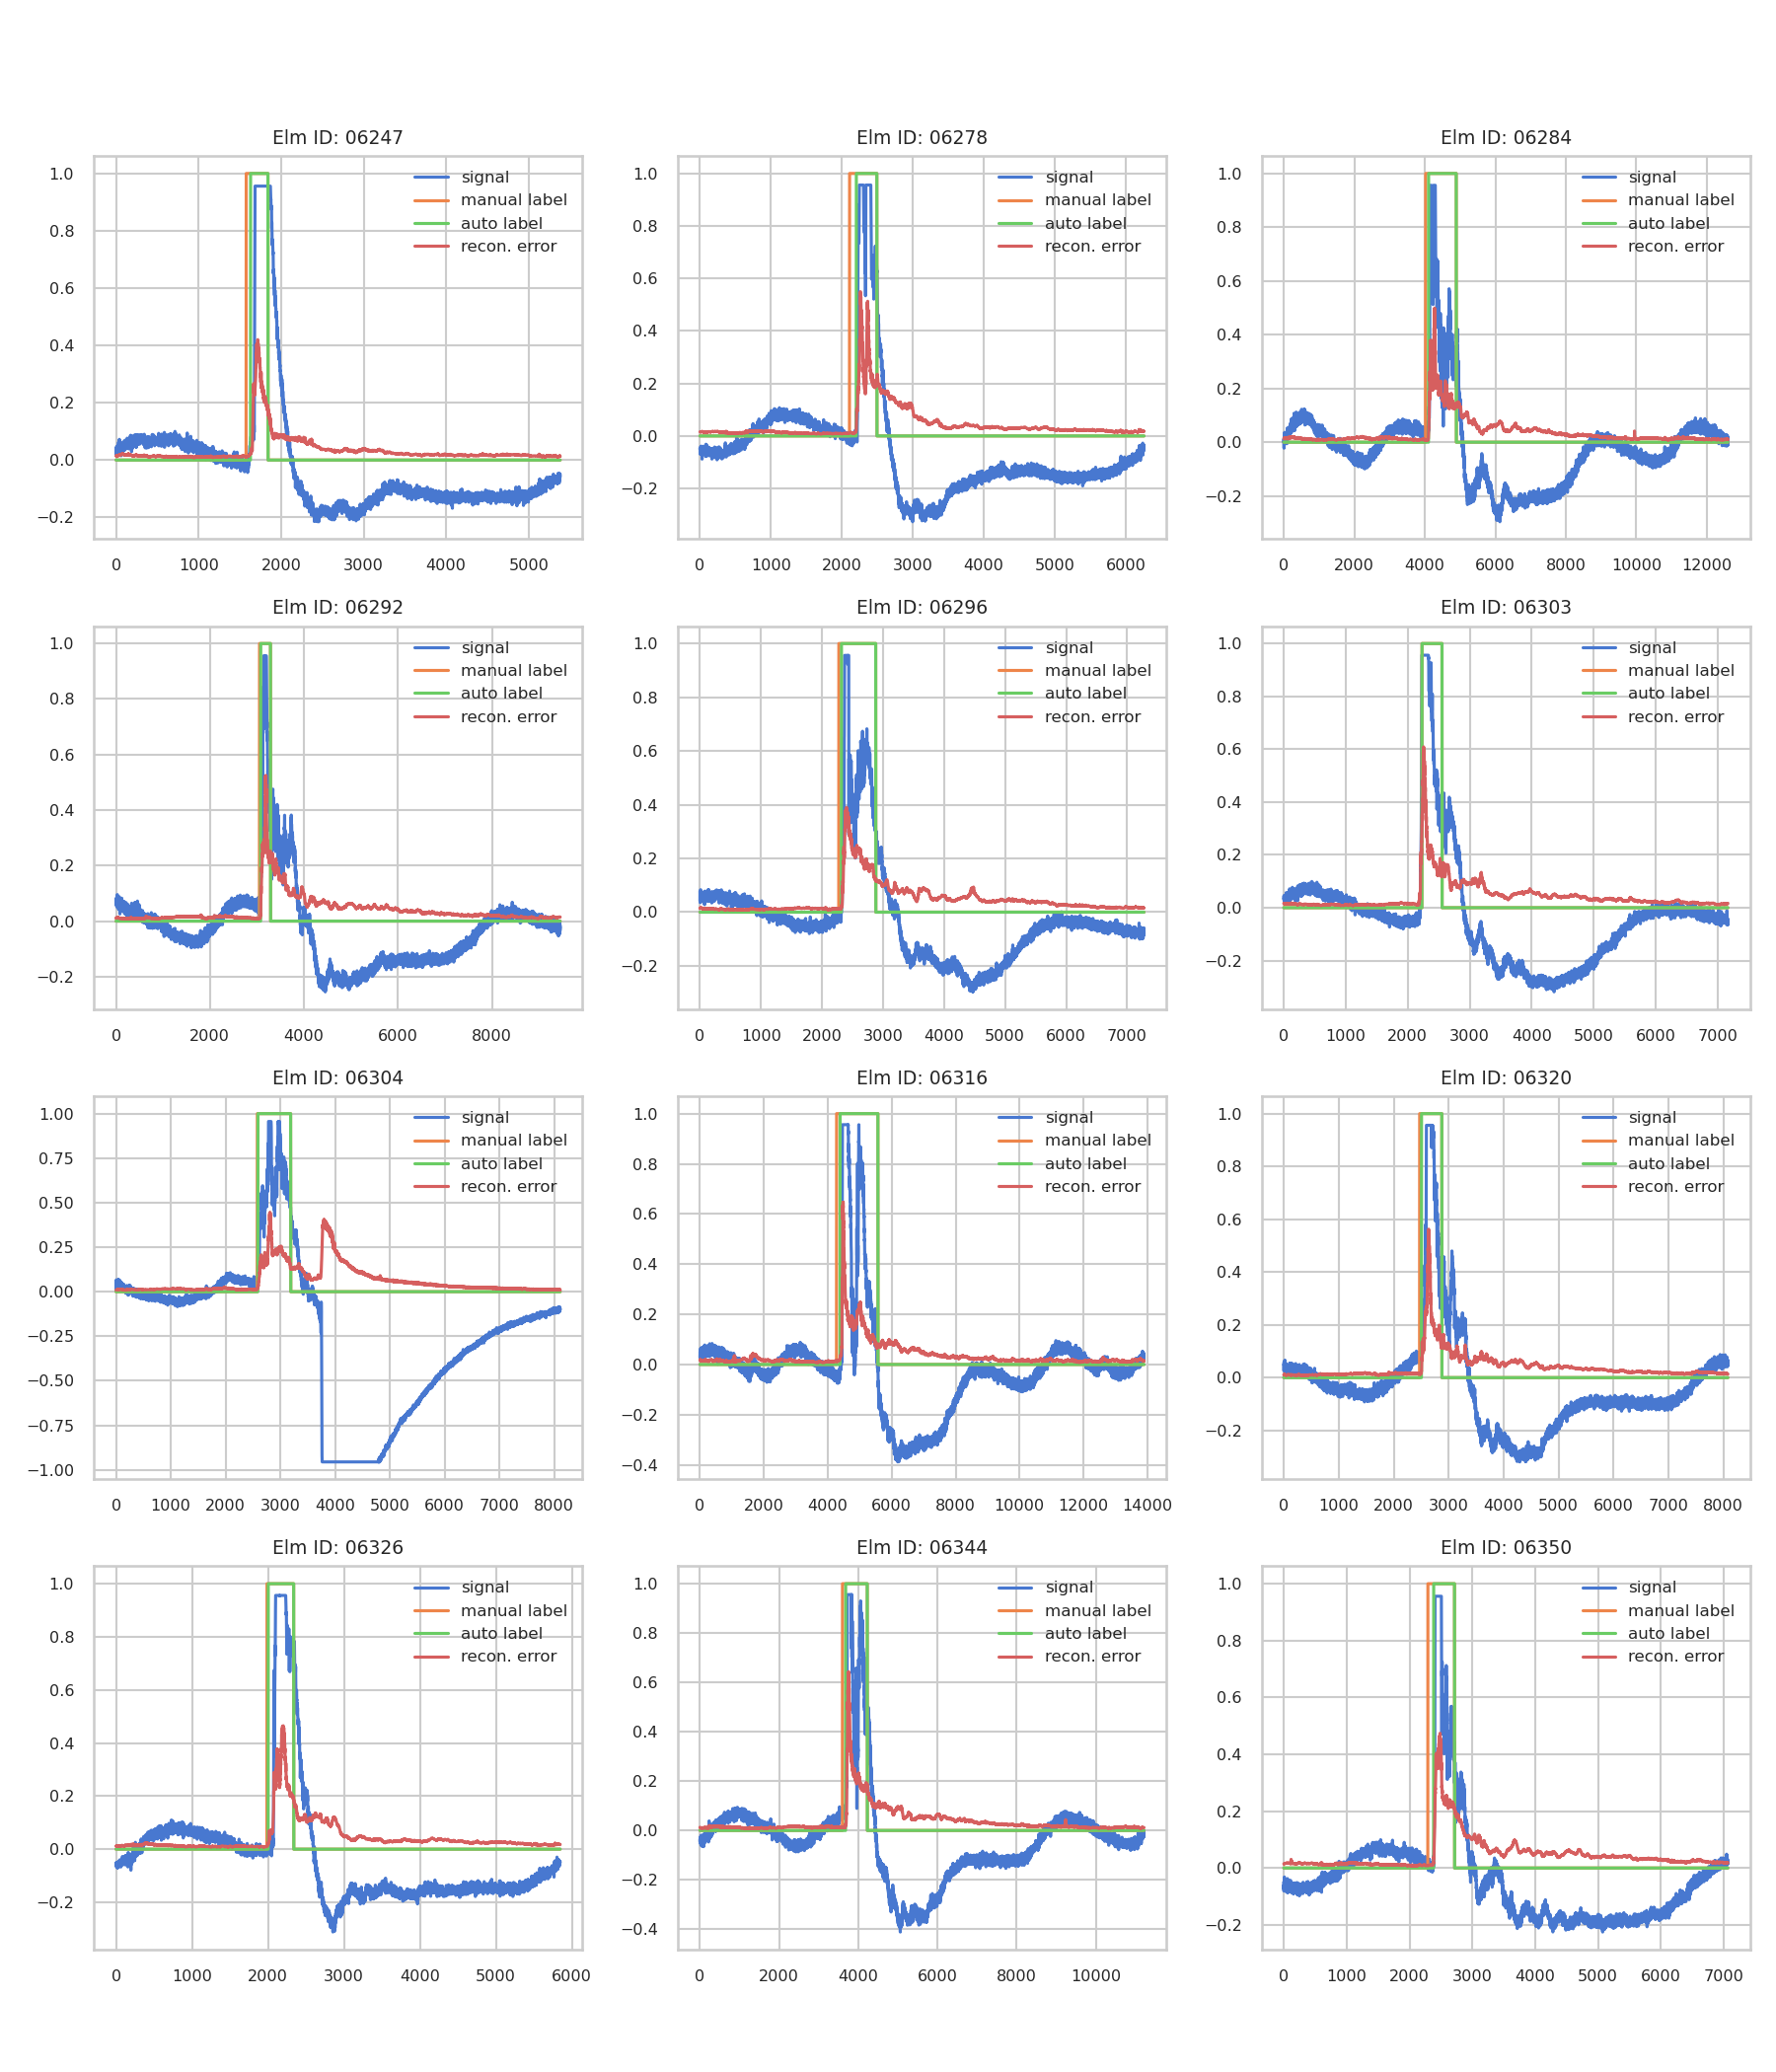 Elm ID: 06247
1.0
0.8
0.6
0.4
0.2
0.0
−0.2
0 1000 2000 3000 4000 5000
signal
manual label
auto label
recon. error
Elm ID: 06278
1.0
0.8
0.6
0.4
0.2
0.0
−0.2
0 1000 2000 3000 4000 5000 6000
signal
manual label
auto label
recon. error
Elm ID: 06284
1.0
0.8
0.6
0.4
0.2
0.0
−0.2
0 2000 4000 6000 8000 10000 12000
signal
manual label
auto label
recon. error
Elm ID: 06292
1.0
0.8
0.6
0.4
0.2
0.0
−0.2
0 2000 4000 6000 8000
signal
manual label
auto label
recon. error
Elm ID: 06296
1.0
0.8
0.6
0.4
0.2
0.0
−0.2
0 1000 2000 3000 4000 5000 6000 7000
signal
manual label
auto label
recon. error
Elm ID: 06303
1.0
0.8
0.6
0.4
0.2
0.0
−0.2
0 1000 2000 3000 4000 5000 6000 7000
signal
manual label
auto label
recon. error
Elm ID: 06304
1.00
0.75
0.50
0.25
0.00
−0.25
−0.50
−0.75
−1.00
0 1000 2000 3000 4000 5000 6000 7000 8000
signal
manual label
auto label
recon. error
Elm ID: 06316
1.0
0.8
0.6
0.4
0.2
0.0
−0.2
−0.4
0 2000 4000 6000 8000 10000 12000 14000
signal
manual label
auto label
recon. error
Elm ID: 06320
1.0
0.8
0.6
0.4
0.2
0.0
−0.2
0 1000 2000 3000 4000 5000 6000 7000 8000
signal
manual label
auto label
recon. error
Elm ID: 06326
1.0
0.8
0.6
0.4
0.2
0.0
−0.2
0 1000 2000 3000 4000 5000 6000
signal
manual label
auto label
recon. error
Elm ID: 06344
1.0
0.8
0.6
0.4
0.2
0.0
−0.2
−0.4
0 2000 4000 6000 8000 10000
signal
manual label
auto label
recon. error
Elm ID: 06350
1.0
0.8
0.6
0.4
0.2
0.0
−0.2
0 1000 2000 3000 4000 5000 6000 7000
signal
manual label
auto label
recon. error